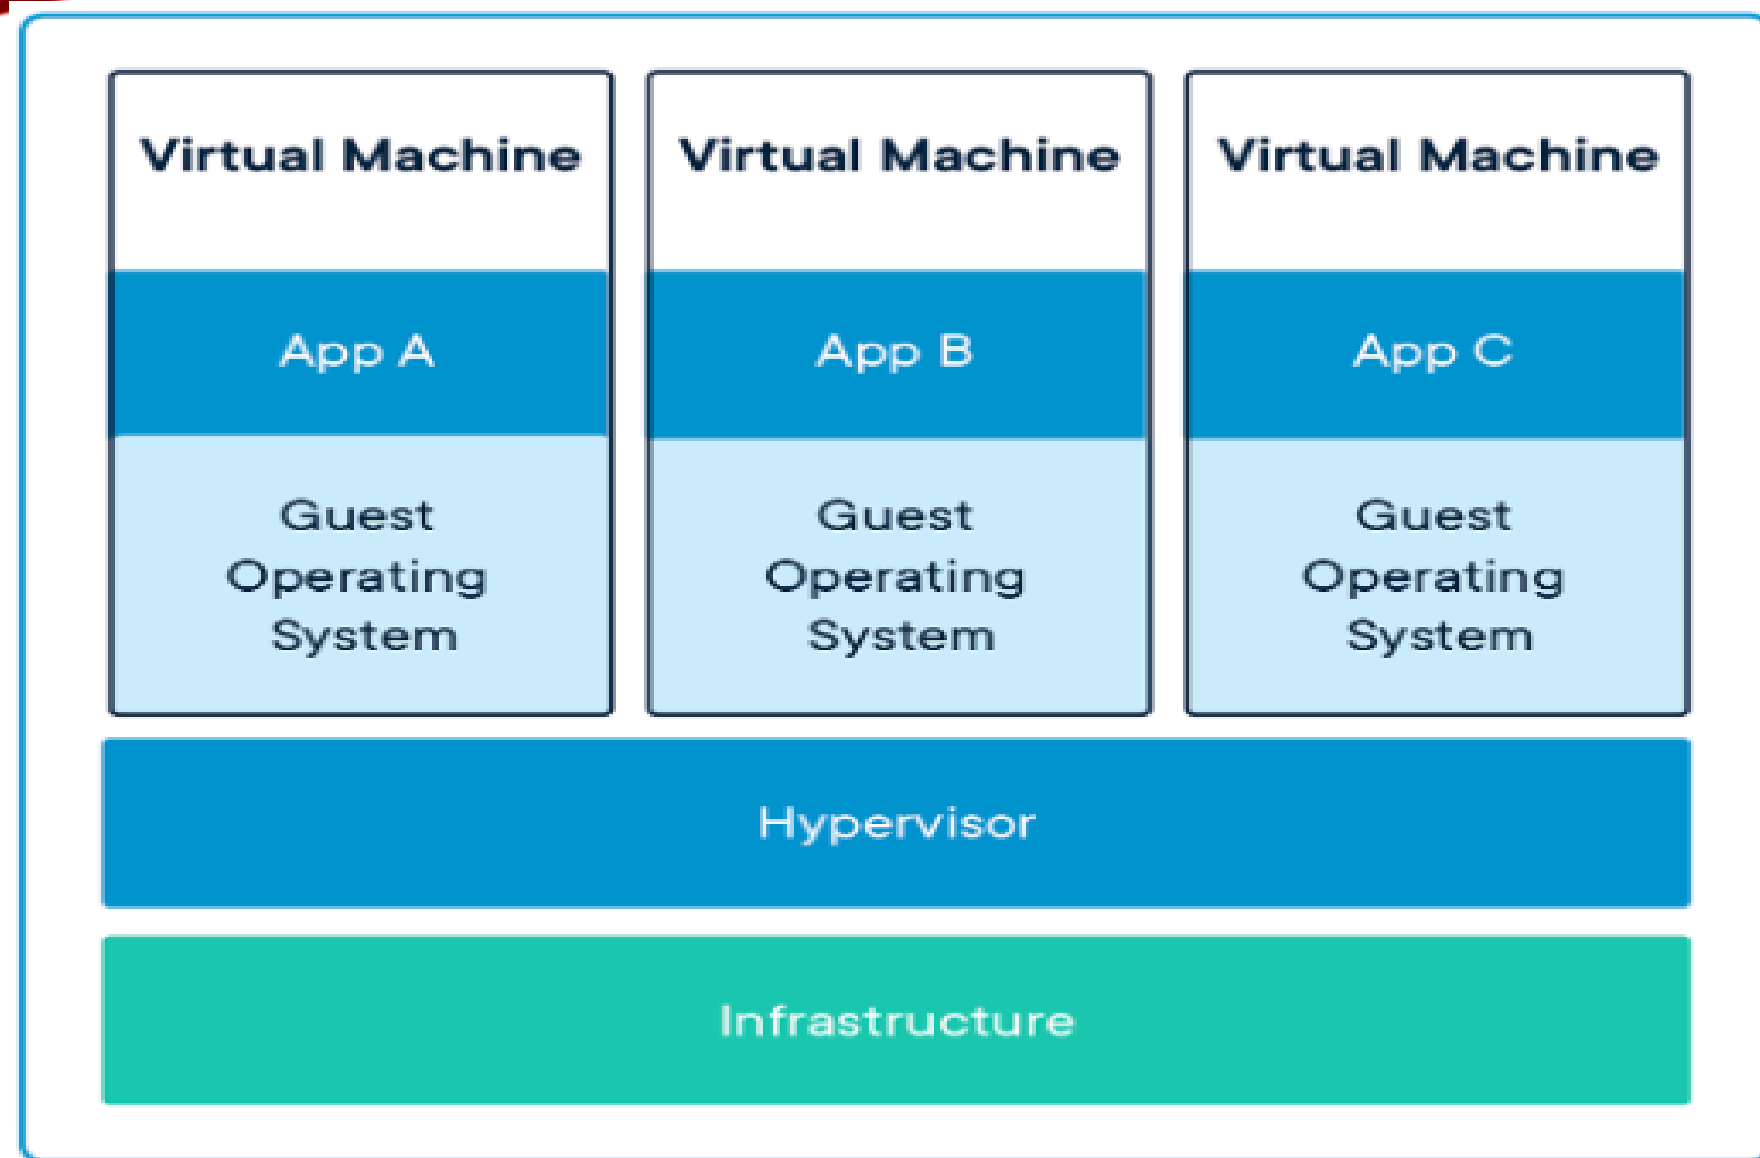 Virtual Machine
App A
Guest
Operating
System
Virtual Machine
App B
Guest
Operating
System
Virtual Machine
App C
Guest
Operating
System
Hypervisor
Infrastructure